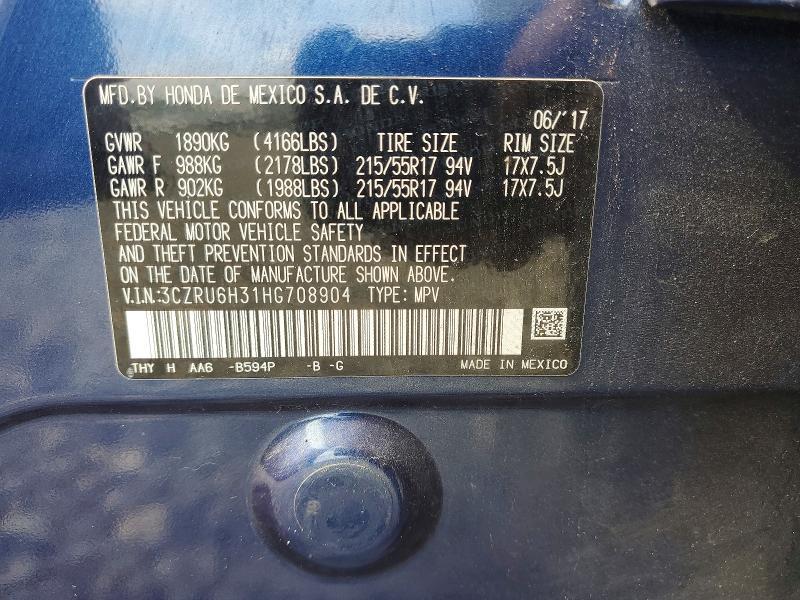 MFD.BY HONDA DE MEXICO S.A. DE C.V.
06/'17
GVWR 1890KG (4166LBS) TIRE SIZE RIM SIZE
GAWR F 988KG (2178LBS) 215/55R17 94V 17X7.5J
GAWR R 902KG (1988LBS) 215/55R17 94V 17X7.5J
THIS VEHICLE CONFORMS TO ALL APPLICABLE
FEDERAL MOTOR VEHICLE SAFETY
AND THEFT PREVENTION STANDARDS IN EFFECT
ON THE DATE OF MANUFACTURE SHOWN ABOVE.
V.I.N.:3CZRU6H31HG708904 TYPE: MPV
THY H AA6 -B594P -B -G MADE IN MEXICO